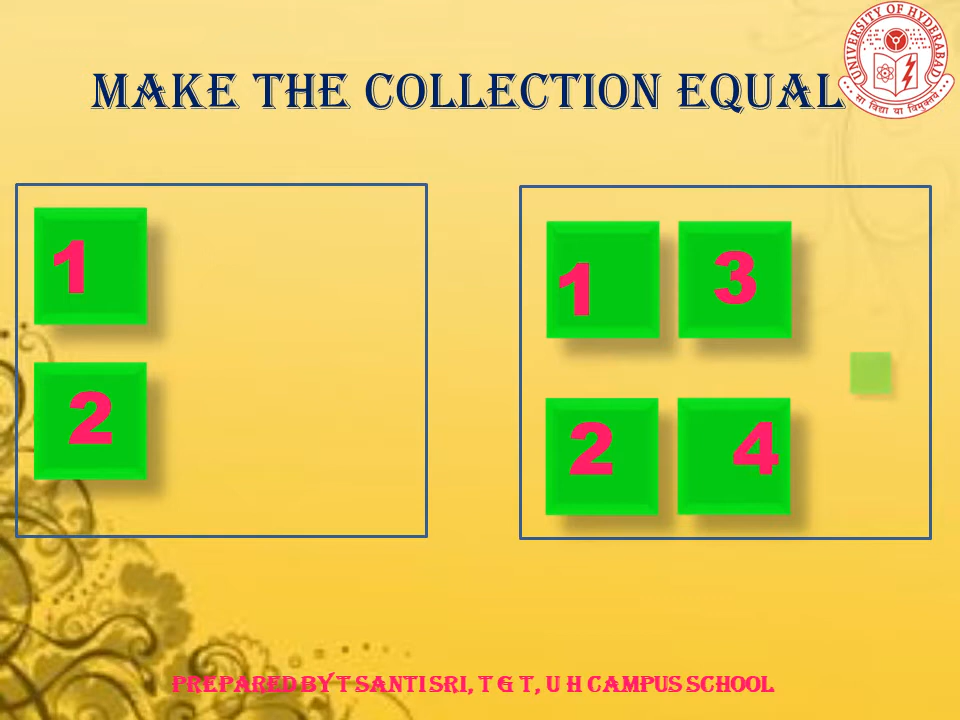 MAKE THE COLLECTION EQUAL
UNIVERSITY OF HYDERABAD
सा विद्या या विमुक्तये
1
2
1 3
2 4
PREPARED BY T SANTI SRI, T G T, U H CAMPUS SCHOOL